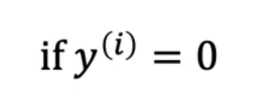 if y⁽ⁱ⁾ = 0